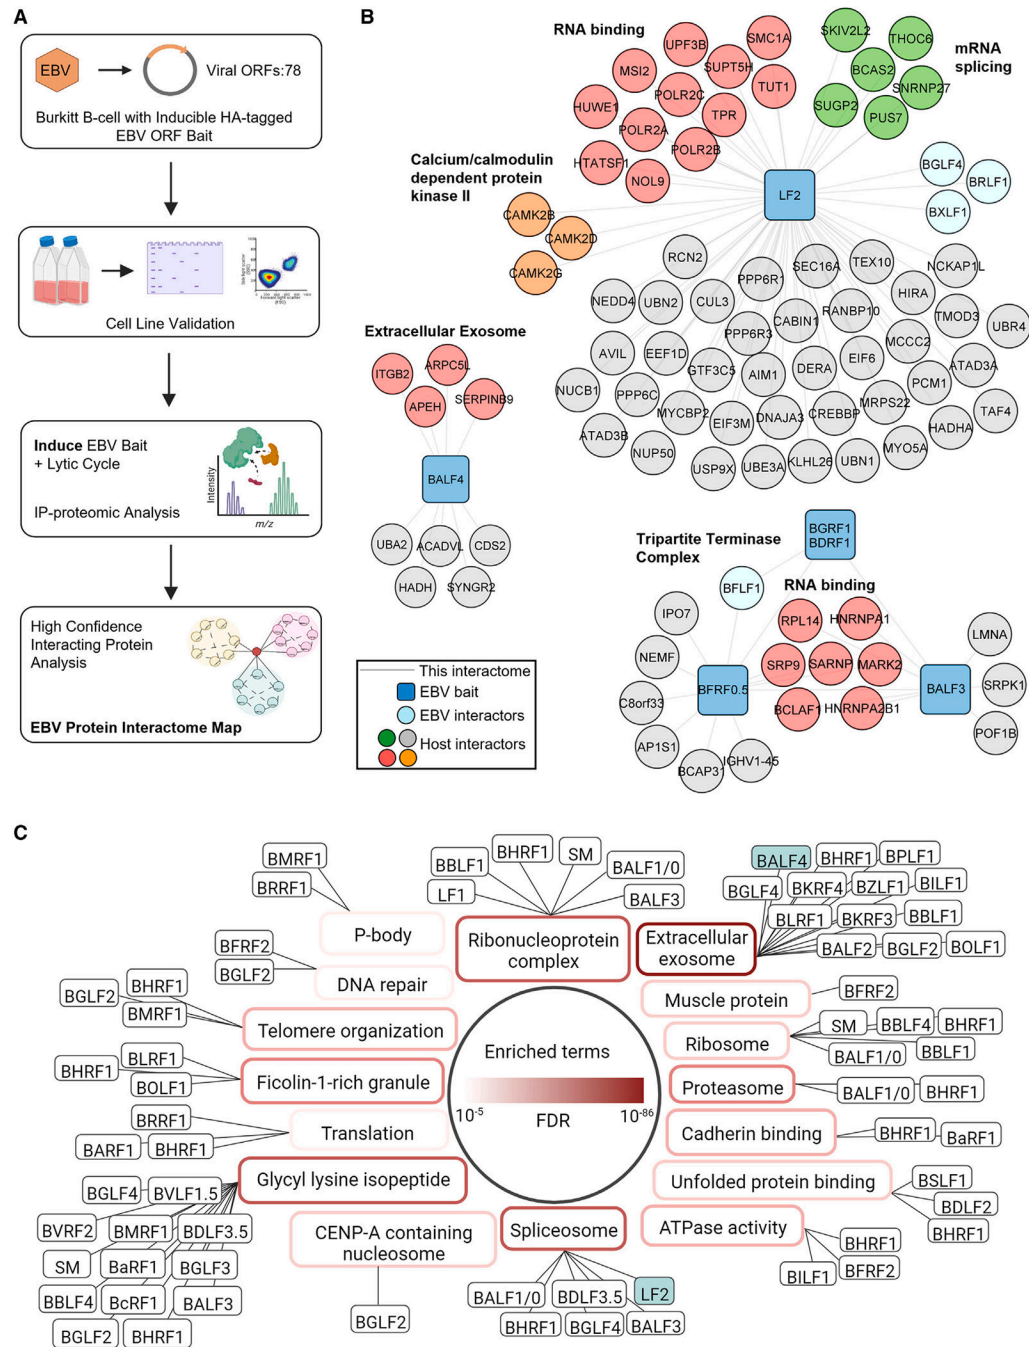 A
EBV
Viral ORFs:78
Burkitt B-cell with Inducible HA-tagged
EBV ORF Bait
Cell Line Validation
Induce EBV Bait
+ Lytic Cycle
IP-proteomic Analysis
Intensity
m/z
High Confidence
Interacting Protein
Analysis
EBV Protein Interactome Map
B
RNA binding
SMC1A
UPF3B
SUPT5H
MSI2
TUT1
POLR2C
HUWE1
TPR
POLR2A
POLR2B
HTATSF1
NOL9
SKIV2L2
THOC6
mRNA
splicing
BCAS2
SNRNP27
SUGP2
PUS7
Calcium/calmodulin
dependent protein
kinase II
CAMK2B
CAMK2D
CAMK2G
LF2
BGLF4
BRLF1
BXLF1
RCN2
PPP6R1
SEC16A
TEX10
NCKAP1L
NEDD4
UBN2
CUL3
CABIN1
RANBP10
HIRA
TMOD3
UBR4
PPP6R3
MCCC2
AVIL
EEF1D
GTF3C5
AIM1
DERA
EIF6
ATAD3A
PCM1
NUCB1
PPP6C
MYCBP2
EIF3M
DNAJA3
CREBBP
MRPS22
TAF4
HADHA
ATAD3B
NUP50
USP9X
UBE3A
KLHL26
UBN1
MYO5A
Extracellular Exosome
ITGB2
ARPC5L
APEH
SERPINB9
BALF4
UBA2
ACADVL
CDS2
HADH
SYNGR2
This interactome
EBV bait
EBV interactors
Host interactors
Tripartite Terminase
Complex
BGRF1
BDRF1
BFLF1
RNA binding
IPO7
RPL14
HNRNPA1
NEMF
SRP9
SARNP
MARK2
LMNA
C8orf33
BFRF0.5
BCLAF1
HNRNPA2B1
BALF3
SRPK1
AP1S1
BCAP31
IGHV1-45
POF1B
C
BMRF1
BRRF1
P-body
BHRF1
SM
BBLF1
BALF1/0
LF1
BALF3
Ribonucleoprotein
complex
BALF4
BHRF1
BPLF1
BGLF4
BKRF4
BZLF1
BILF1
BLRF1
BKRF3
BBLF1
BALF2
BGLF2
BOLF1
Extracellular
exosome
BFRF2
BGLF2
DNA repair
Muscle protein
BFRF2
BHRF1
BGLF2
BMRF1
Telomere organization
Ribosome
SM
BBLF4
BHRF1
BALF1/0
BBLF1
BLRF1
BHRF1
BOLF1
Ficolin-1-rich granule
Proteasome
BALF1/0
BHRF1
Enriched terms
10-5
FDR
10-86
BRRF1
BARF1
BHRF1
Translation
Cadherin binding
BHRF1
BaRF1
Glycyl lysine isopeptide
BGLF4
BVLF1.5
BVRF2
BMRF1
BDLF3.5
SM
BaRF1
BGLF3
BBLF4
BcRF1
BALF3
BGLF2
BHRF1
Unfolded protein binding
BSLF1
BDLF2
BHRF1
CENP-A containing
nucleosome
BGLF2
Spliceosome
BALF1/0
BDLF3.5
LF2
BHRF1
BGLF4
BALF3
ATPase activity
BHRF1
BILF1
BFRF2